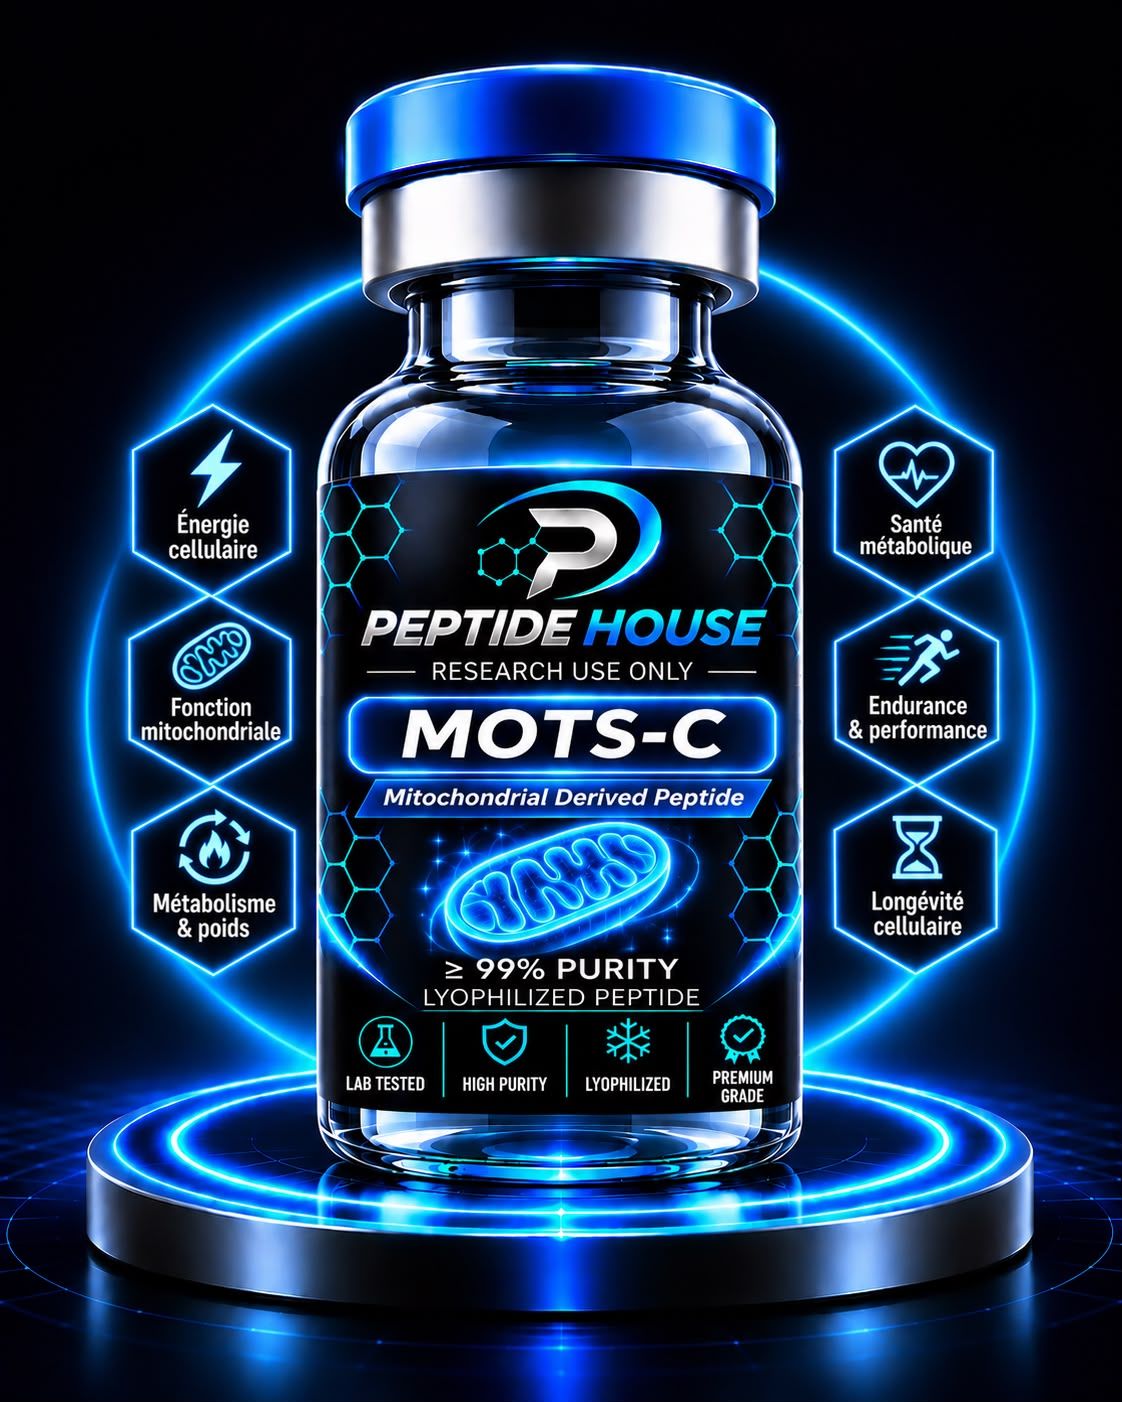 PEPTIDE HOUSE
RESEARCH USE ONLY
MOTS-C
Mitochondrial Derived Peptide
≥ 99% PURITY
LYOPHILIZED PEPTIDE
LAB TESTED
HIGH PURITY
LYOPHILIZED
PREMIUM
GRADE
Énergie
cellulaire
Fonction
mitochondriale
Métabolisme
& poids
Santé
métabolique
Endurance
& performance
Longévité
cellulaire